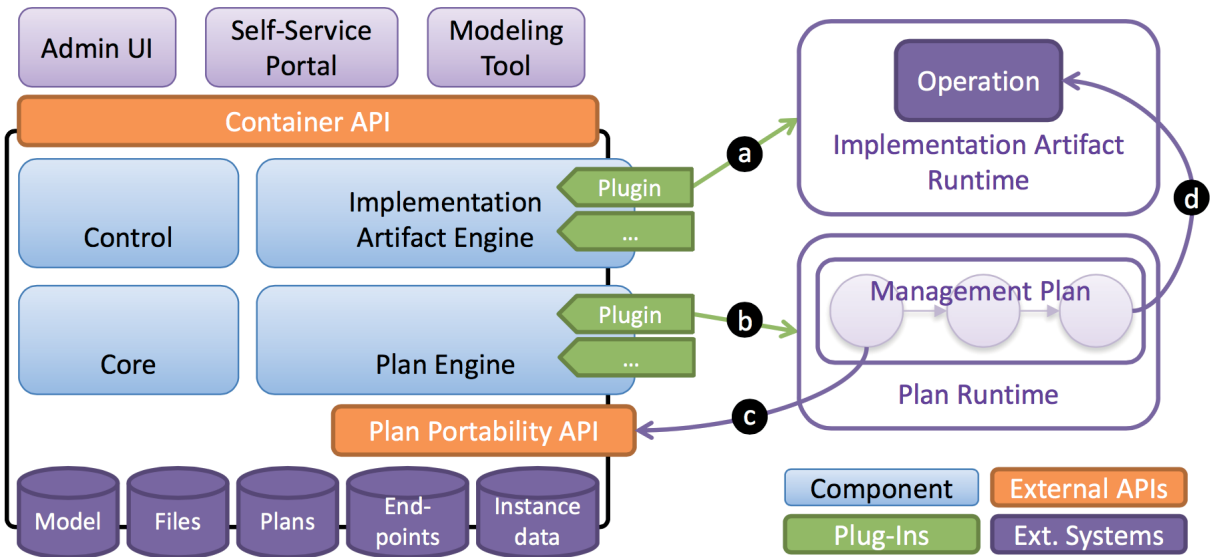 Admin UI
Self-Service
Portal
Modeling
Tool
Container API
Control
Implementation
Artifact Engine
Plugin
...
Core
Plan Engine
Plugin
...
Plan Portability API
Model
Files
Plans
End-
points
Instance
data
a
b
c
d
Operation
Implementation Artifact
Runtime
Management Plan
Plan Runtime
Component
External APIs
Plug-Ins
Ext. Systems